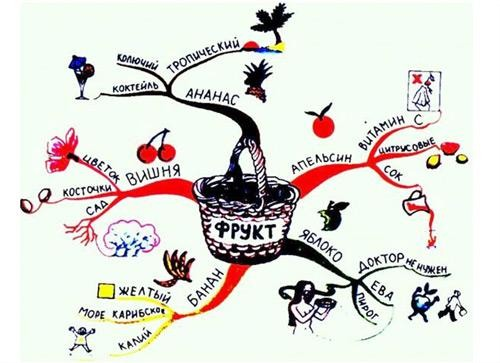 КОЛЮЧИЙ
ТРОПИЧЕСКИЙ
КОКТЕЙЛЬ
АНАНАС
ВИТАМИН С
ЦИТРУСОВЫЕ
СОК
АПЕЛЬСИН
ЦВЕТОК
КОСТОЧКИ
САД
ВИШНЯ
ФРУКТ
ЯБЛОКО
ДОКТОР НЕ НУЖЕН
ЕВА
ПИРОГ
БАНАН
ЖЕЛТЫЙ
МОРЕ КАРИБСКОЕ
КАЛИЙ